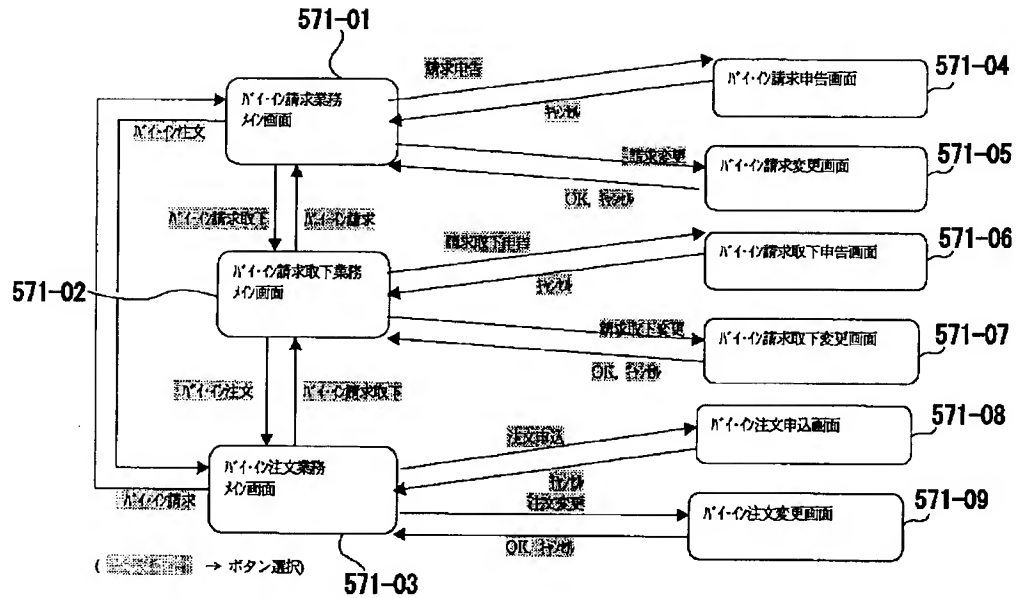 571-01
請求申告
571-04
ﾊﾞｲ・ｲﾝ請求業務
ﾒｲﾝ画面
ﾊﾞｲ・ｲﾝ請求申告画面
ｷｬﾝｾﾙ
ﾊﾞｲ・ｲﾝ注文
請求変更
571-05
ﾊﾞｲ・ｲﾝ請求変更画面
OK, ｷｬﾝｾﾙ
ﾊﾞｲ・ｲﾝ請求取下
ﾊﾞｲ・ｲﾝ請求
請求取下申告
571-06
ﾊﾞｲ・ｲﾝ請求取下業務
ﾒｲﾝ画面
ﾊﾞｲ・ｲﾝ請求取下申告画面
571-02
ｷｬﾝｾﾙ
請求取下変更
571-07
ﾊﾞｲ・ｲﾝ請求取下変更画面
OK, ｷｬﾝｾﾙ
ﾊﾞｲ・ｲﾝ注文
ﾊﾞｲ・ｲﾝ請求取下
571-08
注文申込
ﾊﾞｲ・ｲﾝ注文申込画面
ﾊﾞｲ・ｲﾝ注文業務
ﾒｲﾝ画面
ｷｬﾝｾﾙ
ﾊﾞｲ・ｲﾝ請求
注文変更
571-09
ﾊﾞｲ・ｲﾝ注文変更画面
OK, ｷｬﾝｾﾙ
( → ボタン選択)
571-03